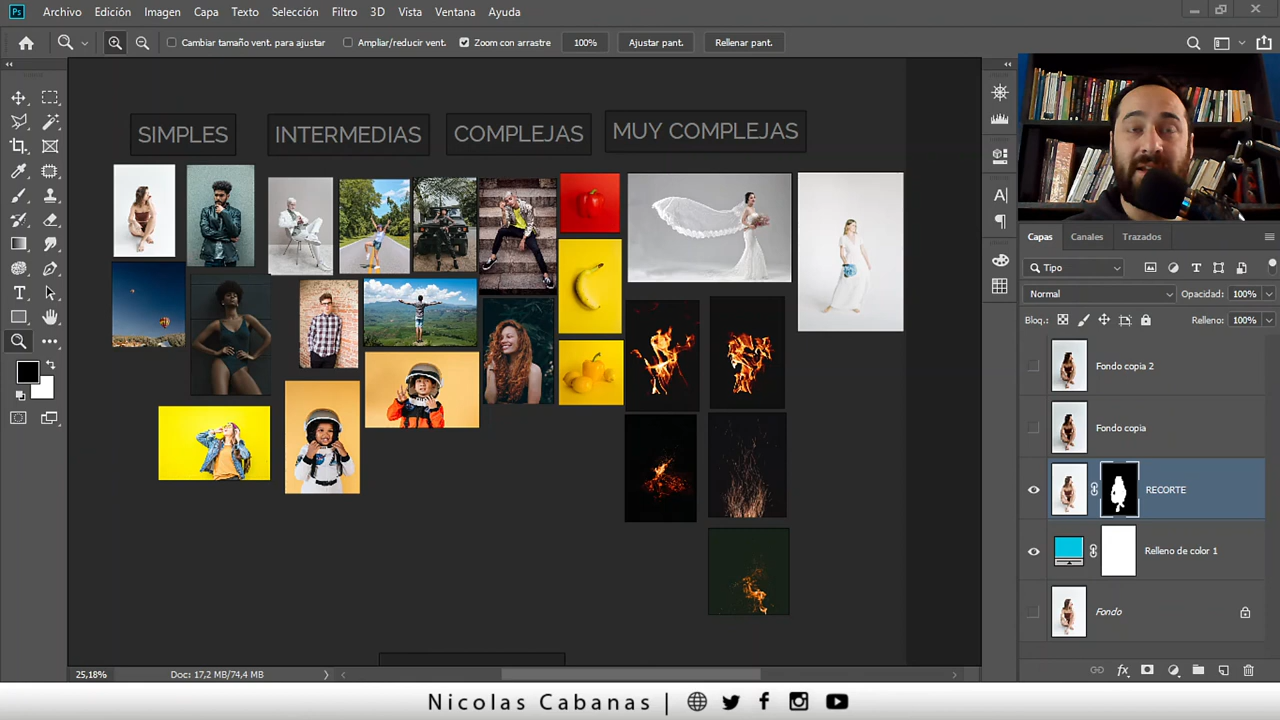 Ps Archivo Edición Imagen Capa Texto Selección Filtro 3D Vista Ventana Ayuda
Cambiar tamaño vent. para ajustar Ampliar/reducir vent. Zoom con arrastre 100% Ajustar pant. Rellenar pant.
SIMPLES INTERMEDIAS COMPLEJAS MUY COMPLEJAS
Capas Canales Trazados
Tipo
Normal Opacidad: 100%
Bloq.: Relleno: 100%
Fondo copia 2
Fondo copia
RECORTE
Relleno de color 1
Fondo
25,18% Doc: 17,2 MB/74,4 MB
Nicolas Cabanas |